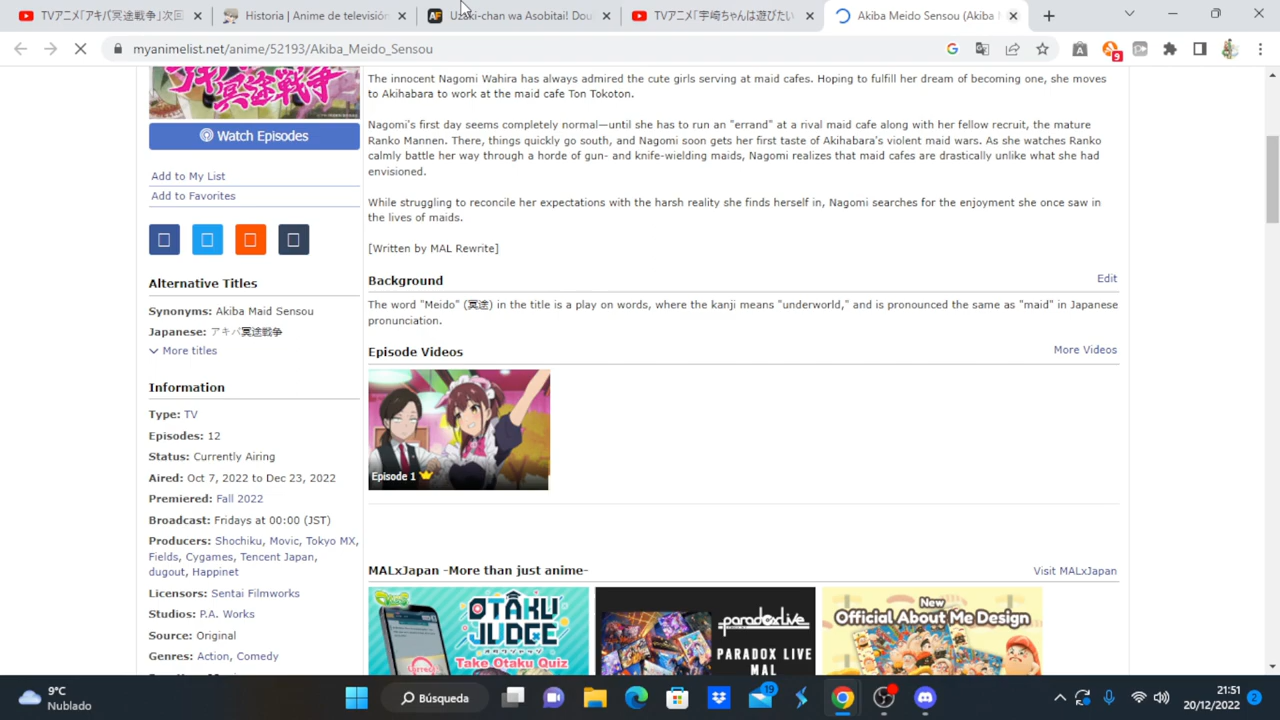 TVアニメ「アキバ冥途戦争」次回
Historia | Anime de televisión
Uzaki-chan wa Asobitai! Dou
TVアニメ「宇崎ちゃんは遊びたい
Akiba Meido Sensou (Akiba M
myanimelist.net/anime/52193/Akiba_Meido_Sensou
9
The innocent Nagomi Wahira has always admired the cute girls serving at maid cafes. Hoping to fulfill her dream of becoming one, she moves
to Akihabara to work at the maid cafe Ton Tokoton.
Nagomi's first day seems completely normal—until she has to run an "errand" at a rival maid cafe along with her fellow recruit, the mature
Ranko Mannen. There, things quickly go south, and Nagomi soon gets her first taste of Akihabara's violent maid wars. As she watches Ranko
calmly battle her way through a horde of gun- and knife-wielding maids, Nagomi realizes that maid cafes are drastically unlike what she had
envisioned.
While struggling to reconcile her expectations with the harsh reality she finds herself in, Nagomi searches for the enjoyment she once saw in
the lives of maids.
[Written by MAL Rewrite]
Background
Edit
The word "Meido" (冥途) in the title is a play on words, where the kanji means "underworld," and is pronounced the same as "maid" in Japanese
pronunciation.
Episode Videos
More Videos
Episode 1
MALxJapan -More than just anime-
Visit MALxJapan
OTAKU
JUDGE
Take Otaku Quiz
paradoxlive
PARADOX LIVE
MAL
New
Official About Me Design
冥途戦争
Watch Episodes
Add to My List
Add to Favorites
Alternative Titles
Synonyms: Akiba Maid Sensou
Japanese: アキバ冥途戦争
More titles
Information
Type: TV
Episodes: 12
Status: Currently Airing
Aired: Oct 7, 2022 to Dec 23, 2022
Premiered: Fall 2022
Broadcast: Fridays at 00:00 (JST)
Producers: Shochiku, Movic, Tokyo MX,
Fields, Cygames, Tencent Japan,
dugout, Happinet
Licensors: Sentai Filmworks
Studios: P.A. Works
Source: Original
Genres: Action, Comedy
9°C
Nublado
Búsqueda
19
21:51
20/12/2022
2